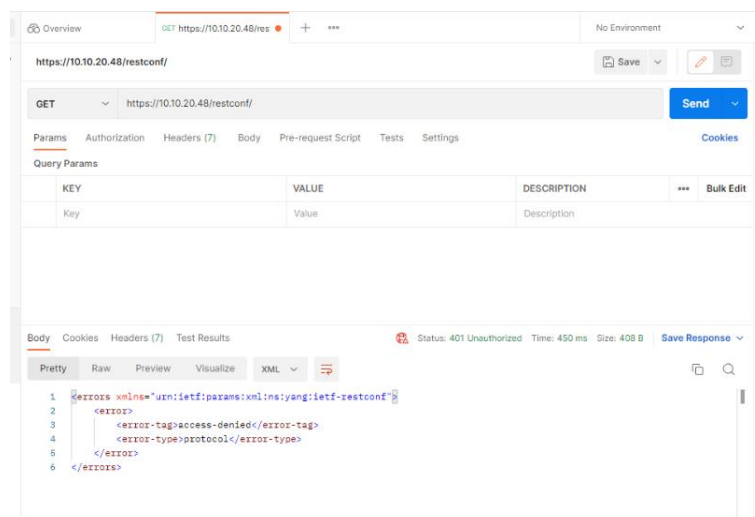 Overview GET https://10.10.20.48/res No Environment
https://10.10.20.48/restconf/ Save
GET https://10.10.20.48/restconf/ Send
Params Authorization Headers (7) Body Pre-request Script Tests Settings Cookies
Query Params
KEY VALUE DESCRIPTION Bulk Edit
Key Value Description
Body Cookies Headers (7) Test Results Status: 401 Unauthorized Time: 450 ms Size: 408 B Save Response
Pretty Raw Preview Visualize XML
1 <errors xmlns="urn:ietf:params:xml:ns:yang:ietf-restconf">
2 <error>
3 <error-tag>access-denied</error-tag>
4 <error-type>protocol</error-type>
5 </error>
6 </errors>